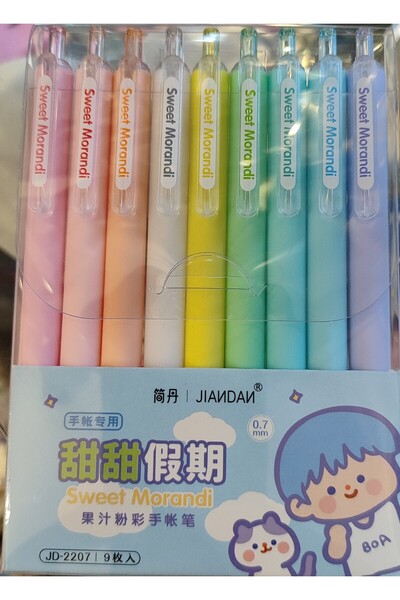 Sweet Morandi
Sweet Morandi
Sweet Morandi
Sweet Morandi
Sweet Morandi
Sweet Morandi
Sweet Morandi
Sweet Morandi
Sweet Morandi
简丹 | JIANDAN®
手帐专用
0.7
mm
甜甜假期
Sweet Morandi
果汁粉彩手帐笔
BOA
JD-2207 | 9枚入